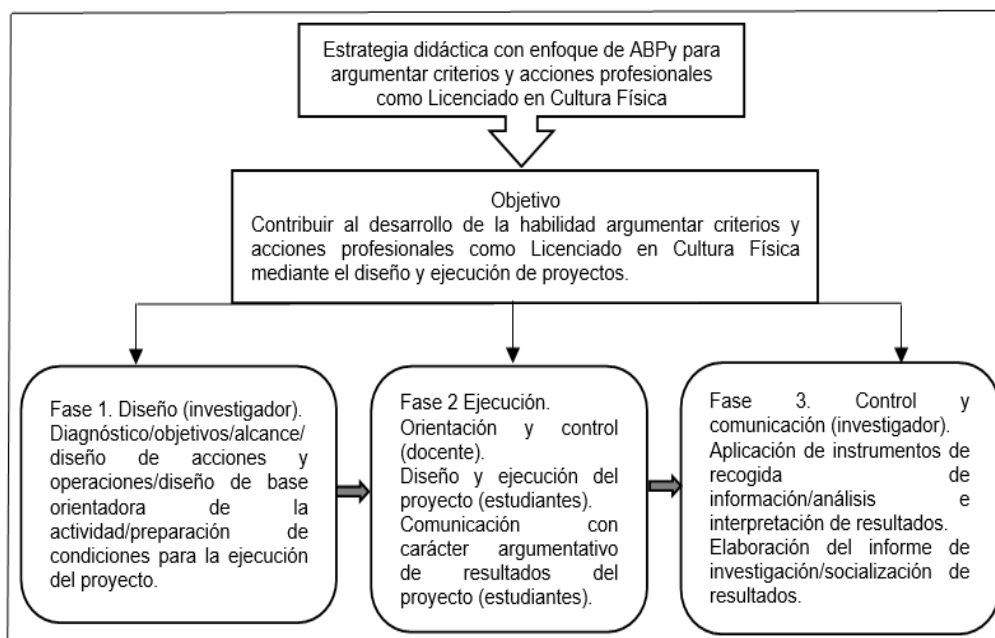 Estrategia didáctica con enfoque de ABPy para
argumentar criterios y acciones profesionales
como Licenciado en Cultura Física
Objetivo
Contribuir al desarrollo de la habilidad argumentar criterios y
acciones profesionales como Licenciado en Cultura Física
mediante el diseño y ejecución de proyectos.
Fase 1. Diseño (investigador).
Diagnóstico/objetivos/alcance/
diseño de acciones y
operaciones/diseño de base
orientadora de la
actividad/preparación de
condiciones para la ejecución
del proyecto.
Fase 2 Ejecución.
Orientación y control
(docente).
Diseño y ejecución del
proyecto (estudiantes).
Comunicación con
carácter argumentativo
de resultados del
proyecto (estudiantes).
Fase 3. Control y
comunicación (investigador).
Aplicación de instrumentos de
recogida de
información/análisis e
interpretación de resultados.
Elaboración del informe de
investigación/socialización de
resultados.